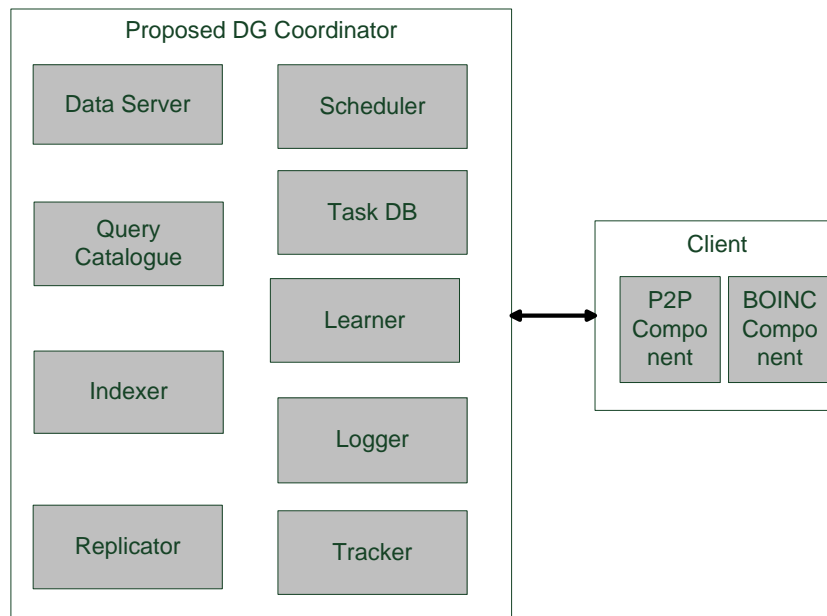 Proposed DG Coordinator
Data Server
Scheduler
Query
Catalogue
Task DB
Learner
Indexer
Logger
Replicator
Tracker
Client
P2P
Compo
nent
BOINC
Compo
nent